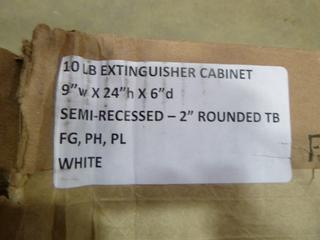 10 LB EXTINGUISHER CABINET
9"w X 24"h X 6"d
SEMI-RECESSED – 2" ROUNDED TB
FG, PH, PL
WHITE